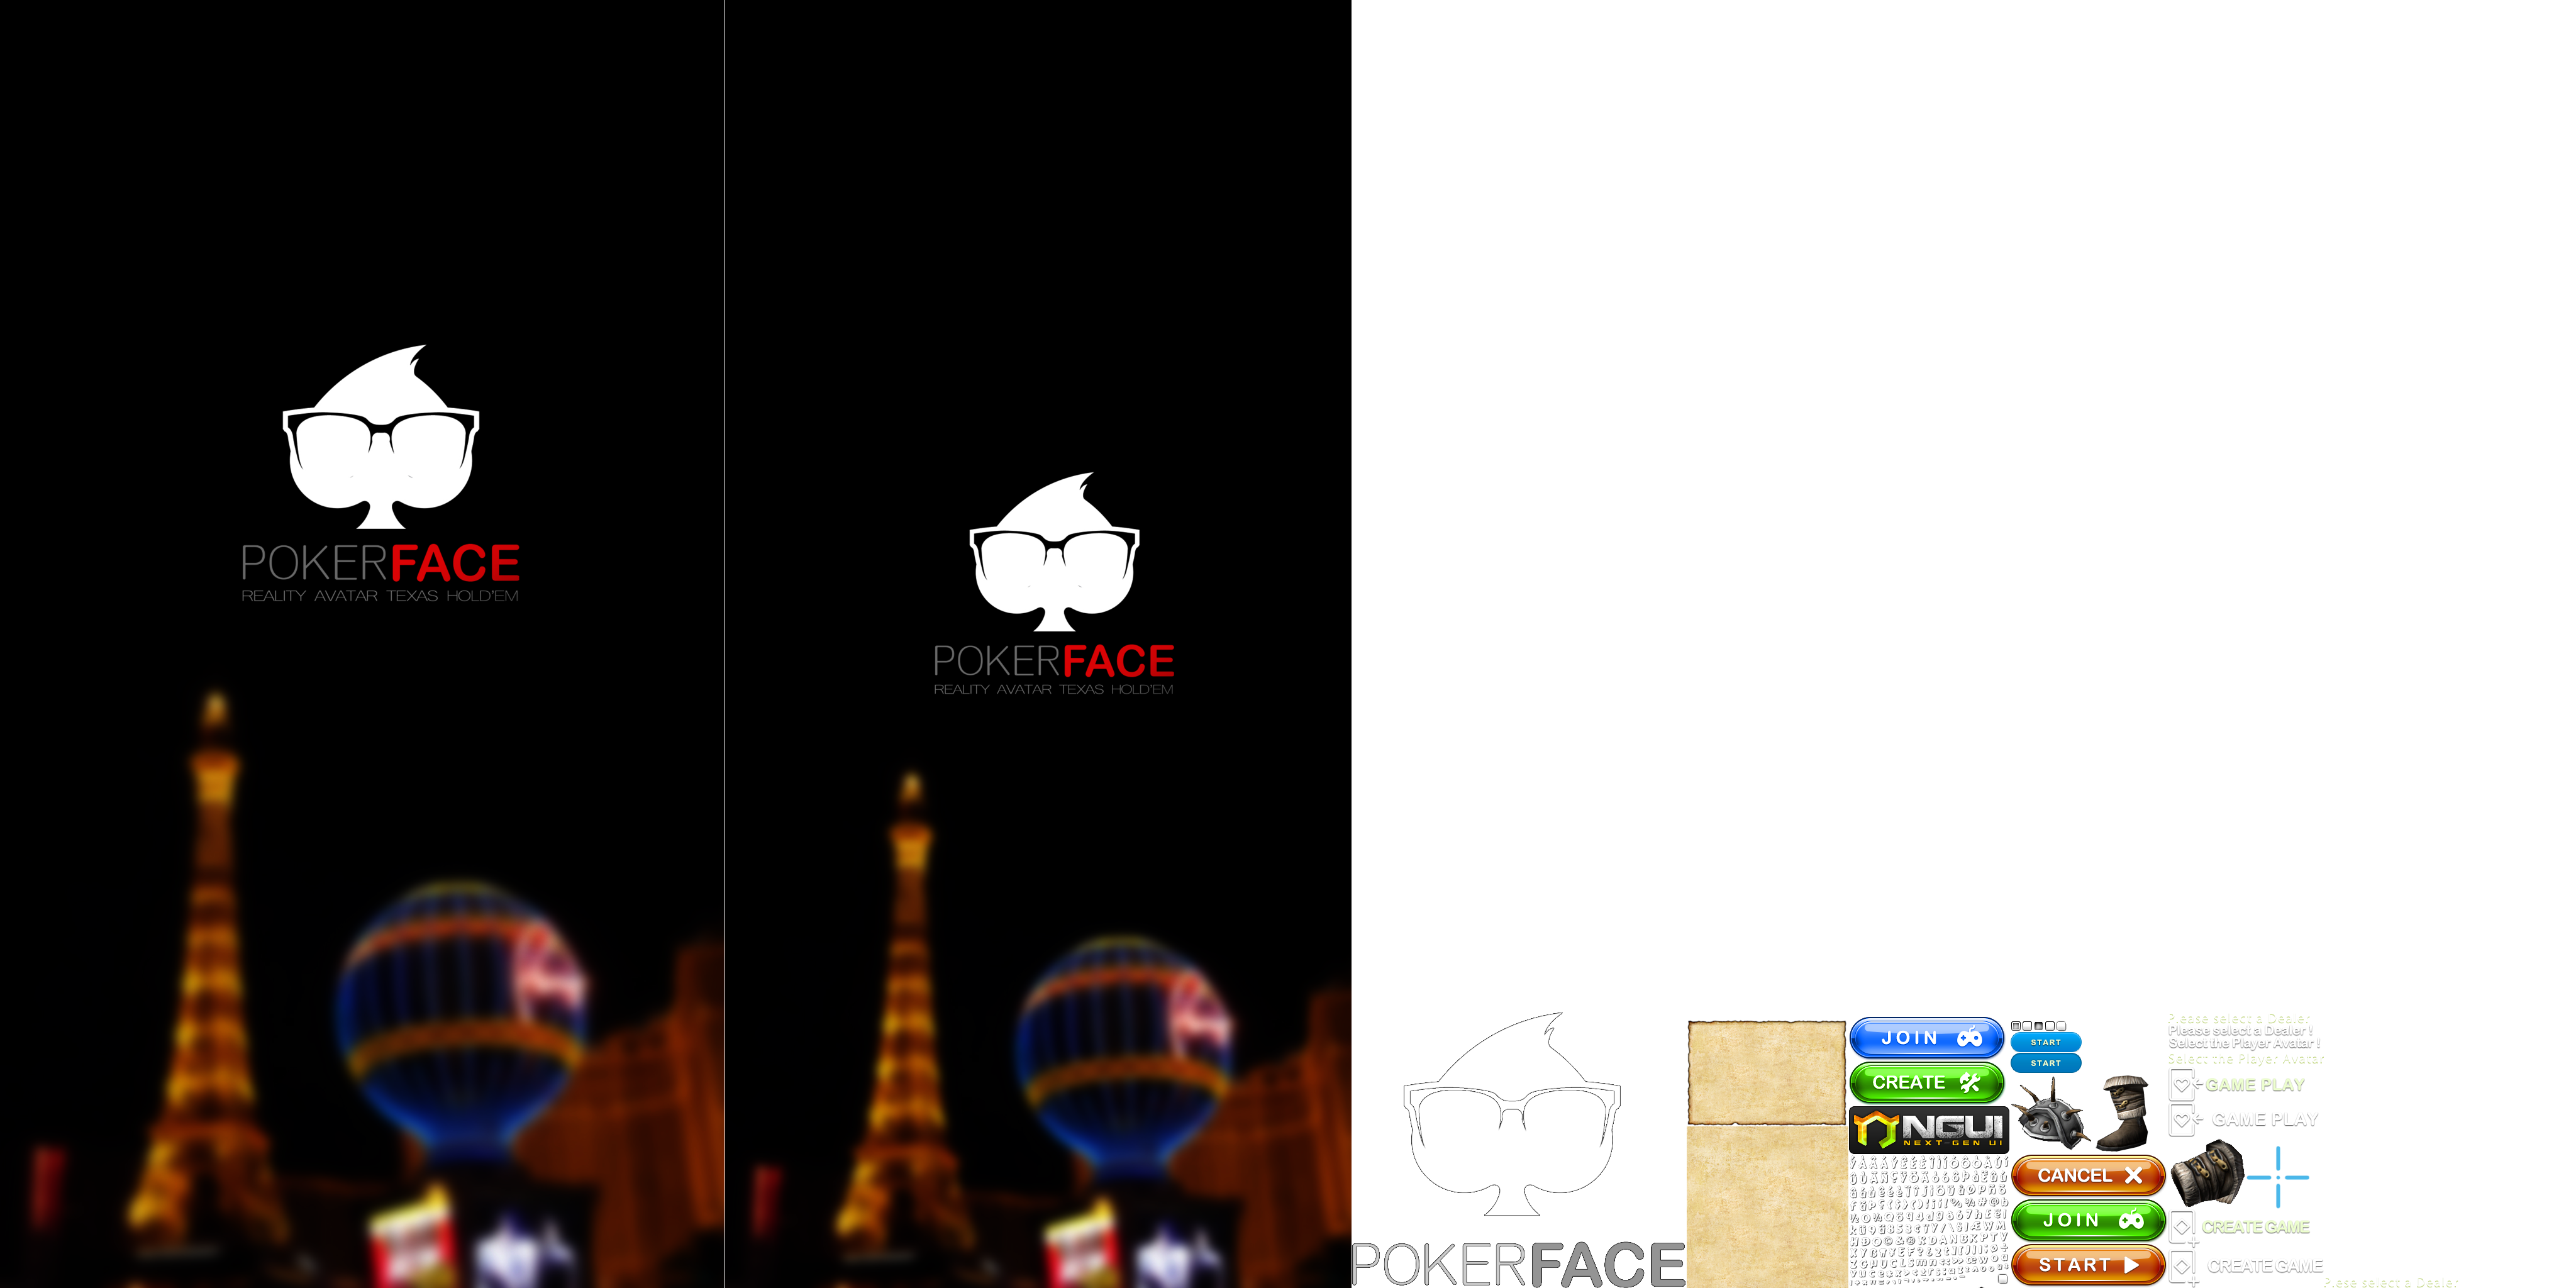 POKERFACE
REALITY AVATAR TEXAS HOLD'EM
POKERFACE
REALITY AVATAR TEXAS HOLD'EM
POKERFACE
JOIN
CREATE
NGUI
NEXT-GEN UI
START
START
CANCEL
JOIN
START
Please select a Dealer
Please select a Dealer !
Select the Player Avatar !
Select the Player Avatar
GAME PLAY
GAME PLAY
CREATE GAME
CREATE GAME
Please select a Dealer